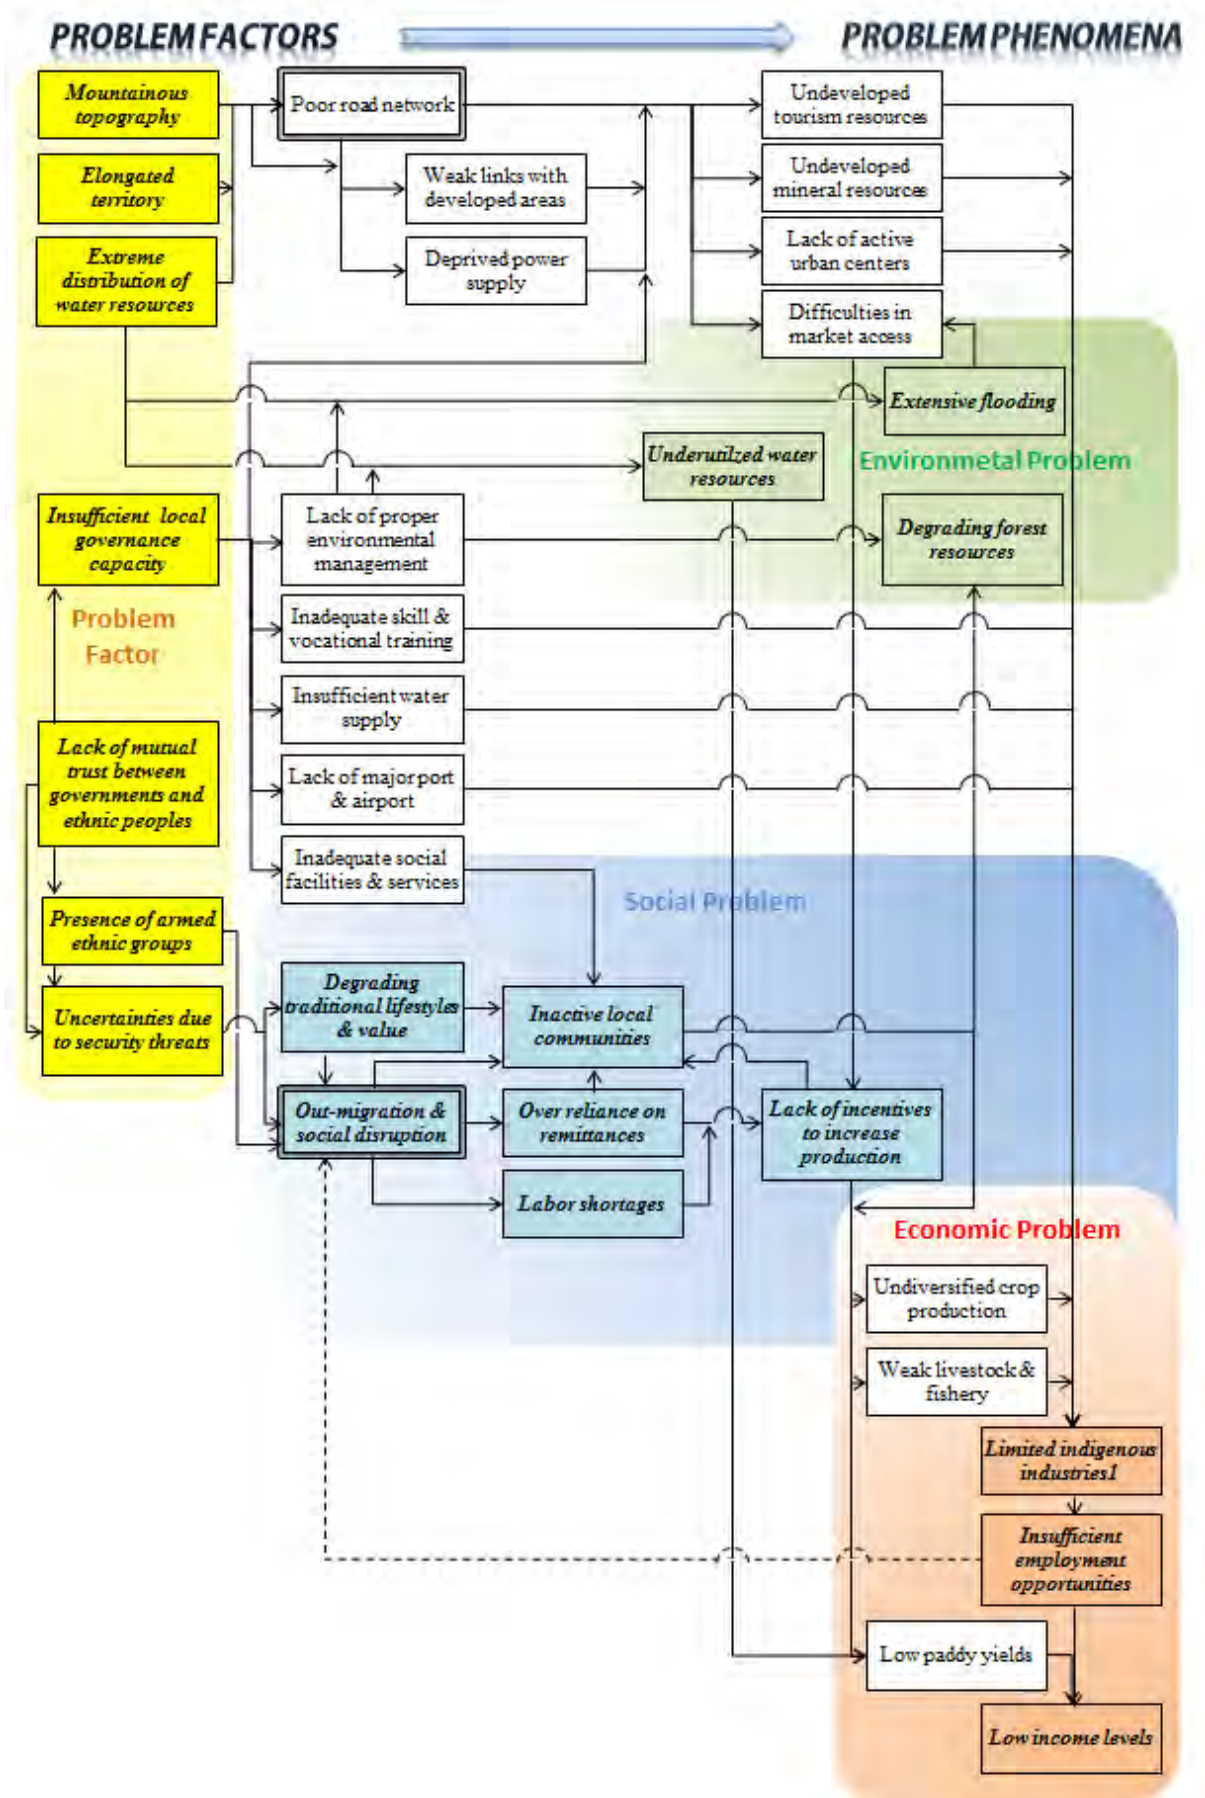 PROBLEM FACTORS
PROBLEM PHENOMENA
Mountainous
topography
Elongated
territory
Extreme
distribution of
water resources
Poor road network
Weak links with
developed areas
Deprived power
supply
Undeveloped
tourism resources
Undeveloped
mineral resources
Lack of active
urban centers
Difficulties in
market access
Extensive flooding
Underutilzed water
resources
Environmetal Problem
Insufficient local
governance
capacity
Lack of proper
environmental
management
Degrading forest
resources
Problem
Factor
Inadequate skill &
vocational training
Insufficient water
supply
Lack of mutual
trust between
governments and
ethnic peoples
Lack of major port
& airport
Inadequate social
facilities & services
Social Problem
Presence of armed
ethnic groups
Uncertainties due
to security threats
Degrading
traditional lifestyles
& value
Inactive local
communities
Out-migration &
social disruption
Over reliance on
remittances
Lack of incentives
to increase
production
Labor shortages
Economic Problem
Undiversified crop
production
Weak livestock &
fishery
Limited indigenous
industries1
Insufficient
employment
opportunities
Low paddy yields
Low income levels